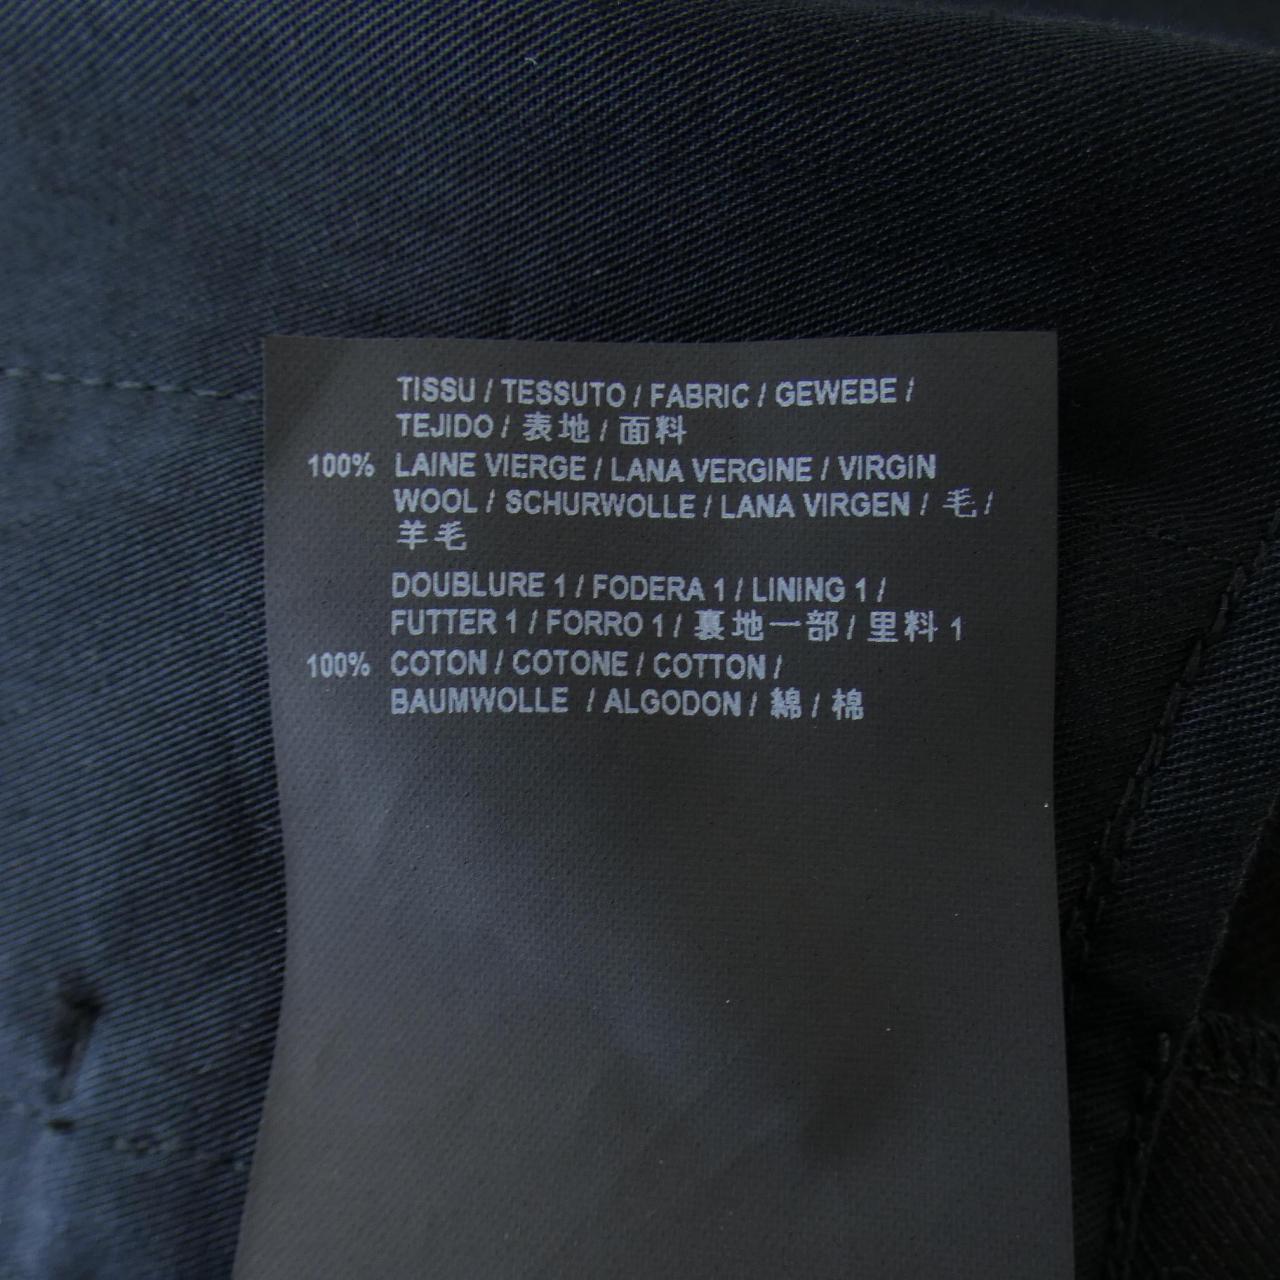 TISSU / TESSUTO / FABRIC / GEWEBE /
TEJIDO / 表地 / 面料
100% LAINE VIERGE / LANA VERGINE / VIRGIN
WOOL / SCHURWOLLE / LANA VIRGEN / 毛 /
羊毛
DOUBLURE 1 / FODERA 1 / LINING 1 /
FUTTER 1 / FORRO 1 / 裏地一部 / 里料 1
100% COTON / COTONE / COTTON /
BAUMWOLLE / ALGODON / 綿 / 棉